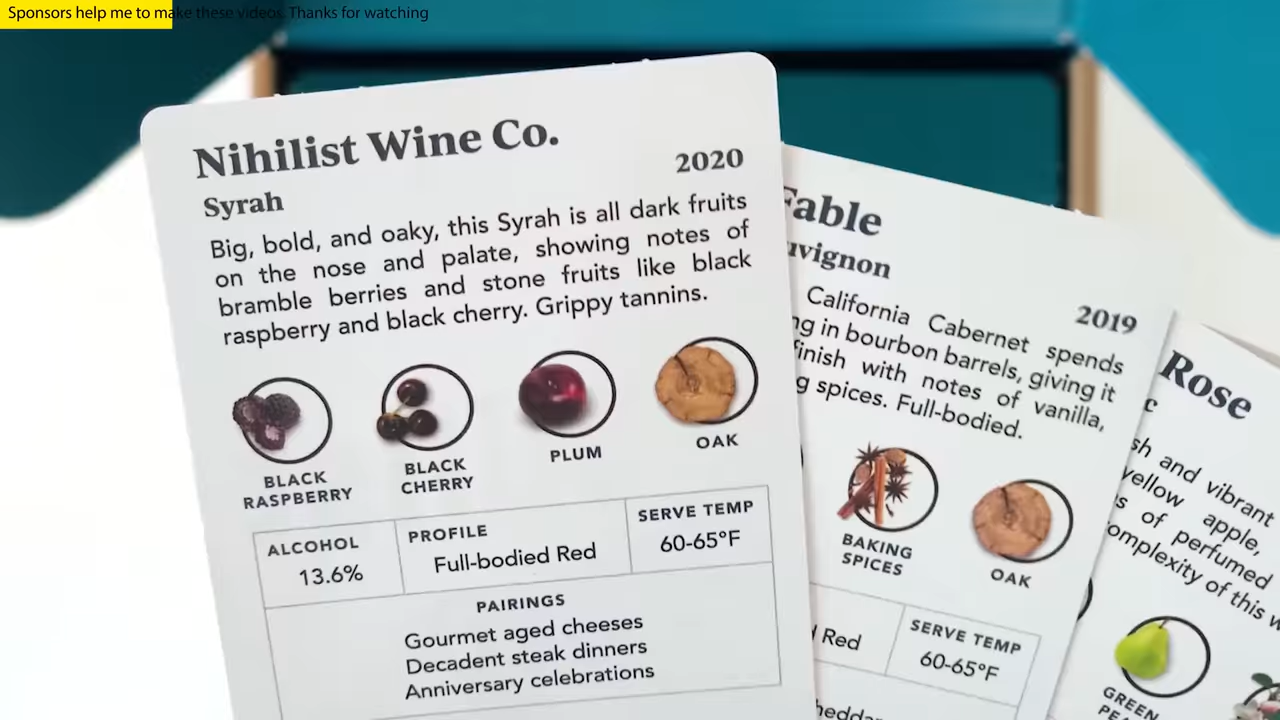 Sponsors help me to make these videos. Thanks for watching
Nihilist Wine Co.
Syrah
2020
Big, bold, and oaky, this Syrah is all dark fruits
on the nose and palate, showing notes of
bramble berries and stone fruits like black
raspberry and black cherry. Grippy tannins.
BLACK
RASPBERRY
BLACK
CHERRY
PLUM
OAK
ALCOHOL
13.6%
PROFILE
Full-bodied Red
SERVE TEMP
60-65°F
PAIRINGS
Gourmet aged cheeses
Decadent steak dinners
Anniversary celebrations
Fable
uvignon
2019
California Cabernet spends
ng in bourbon barrels, giving it
finish with notes of vanilla,
g spices. Full-bodied.
BAKING
SPICES
OAK
Red
SERVE TEMP
60-65°F
Rose
c
sh and vibrant
yellow apple,
s of perfumed
omplexity of this
GREEN